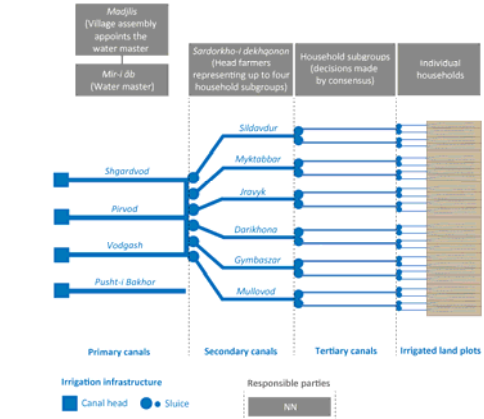 Madjlis
(Village assembly
appoints the
water master
Mir-i ōb
(Water master)
Sardorkho-i dekhqonon
(Head farmers
representing up to four
household subgroups)
Household subgroups
(decisions made
by consensus)
Individual
households
Sildavdur
Myktabbar
Jravyk
Darikhona
Gymbaszar
Mullovod
Shgardvod
Pirvod
Vodgash
Pusht-i Bakhor
Primary canals
Secondary canals
Tertiary canals
Irrigated land plots
Irrigation infrastructure
Canal head
Sluice
Responsible parties
NN